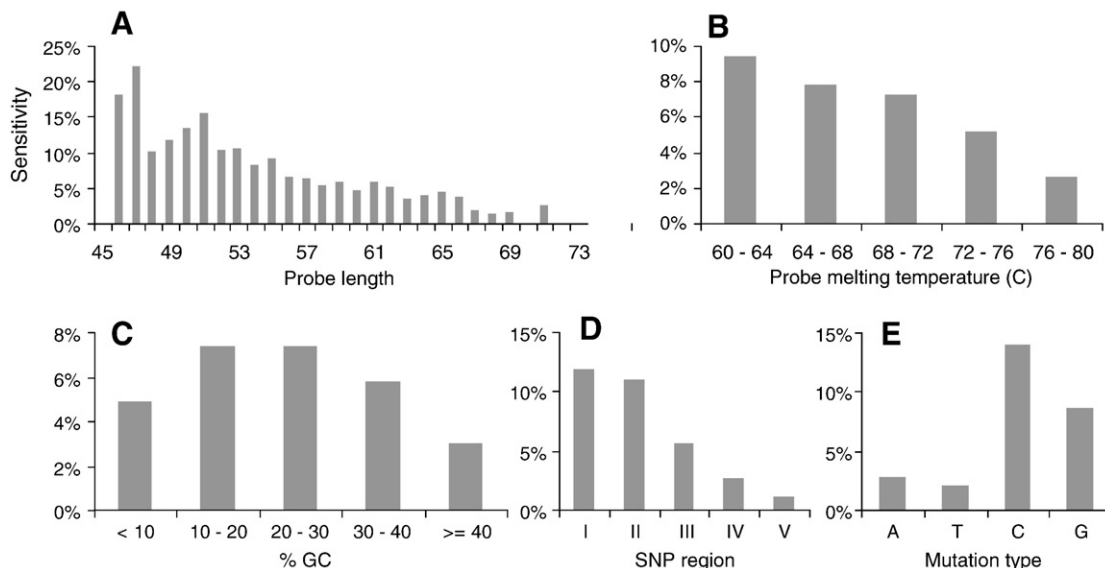 A
B
25%
20%
15%
10%
5%
0%
Sensitivity
45 49 53 57 61 65 69 73
Probe length
10%
8%
6%
4%
2%
0%
60 - 64 64 - 68 68 - 72 72 - 76 76 - 80
Probe melting temperature (C)
C
8%
6%
4%
2%
0%
< 10 10 - 20 20 - 30 30 - 40 >= 40
% GC
D
15%
10%
5%
0%
I II III IV V
SNP region
E
15%
10%
5%
0%
A T C G
Mutation type